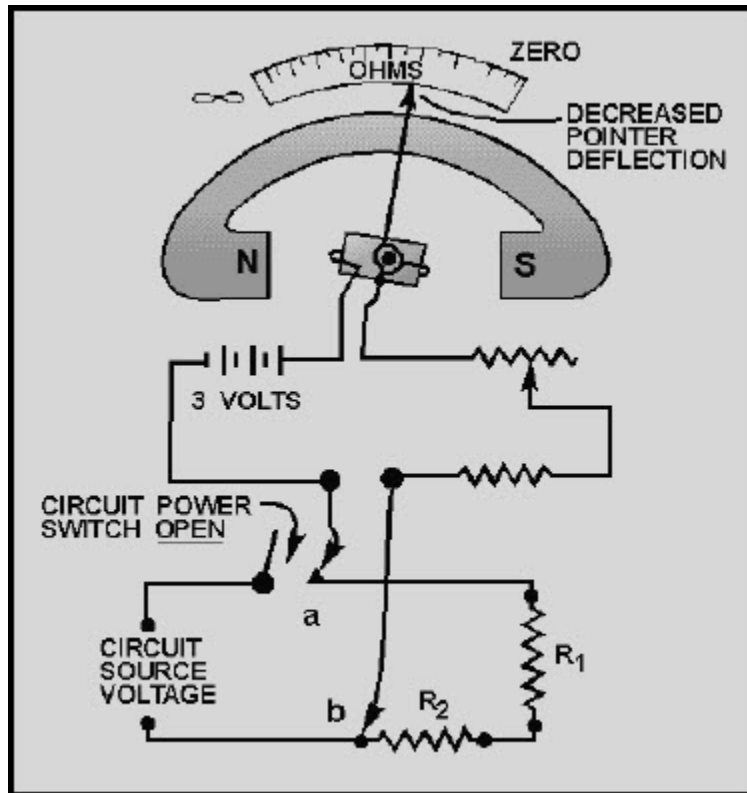 ZERO
OHMS
∞
DECREASED
POINTER
DEFLECTION
N
S
3 VOLTS
CIRCUIT POWER
SWITCH OPEN
a
CIRCUIT
SOURCE
VOLTAGE
R1
b
R2